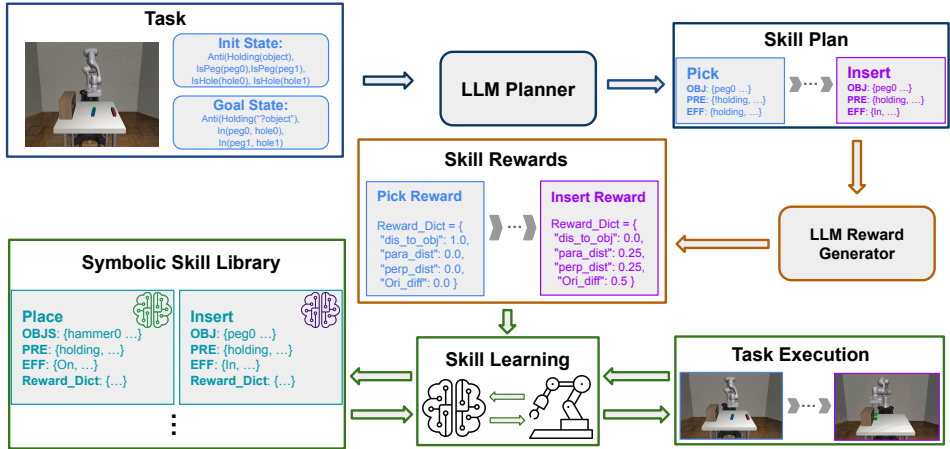 Task
Init State:
Anti(Holding(object),
IsPeg(peg0),IsPeg(peg1),
IsHole(hole0), IsHole(hole1)
Goal State:
Anti(Holding("?object"),
In(peg0, hole0),
In(peg1, hole1)
LLM Planner
Skill Plan
Pick
OBJ: {peg0 ...}
PRE: {!holding, ...}
EFF: {holding, ...}
...
Insert
OBJ: {peg0 ...}
PRE: {holding, ...}
EFF: {In, ...}
LLM Reward
Generator
Skill Rewards
Pick Reward
Reward_Dict = {
"dis_to_obj": 1.0,
"para_dist": 0.0,
"perp_dist": 0.0,
"Ori_diff": 0.0 }
...
Insert Reward
Reward_Dict = {
"dis_to_obj": 0.0,
"para_dist": 0.25,
"perp_dist": 0.25,
"Ori_diff": 0.5 }
Symbolic Skill Library
Place
OBJS: {hammer0 ...}
PRE: {holding, ...}
EFF: {On, ...}
Reward_Dict: {...}
Insert
OBJ: {peg0 ...}
PRE: {holding, ...}
EFF: {In, ...}
Reward_Dict: {...}
⋮
Skill Learning
Task Execution
...